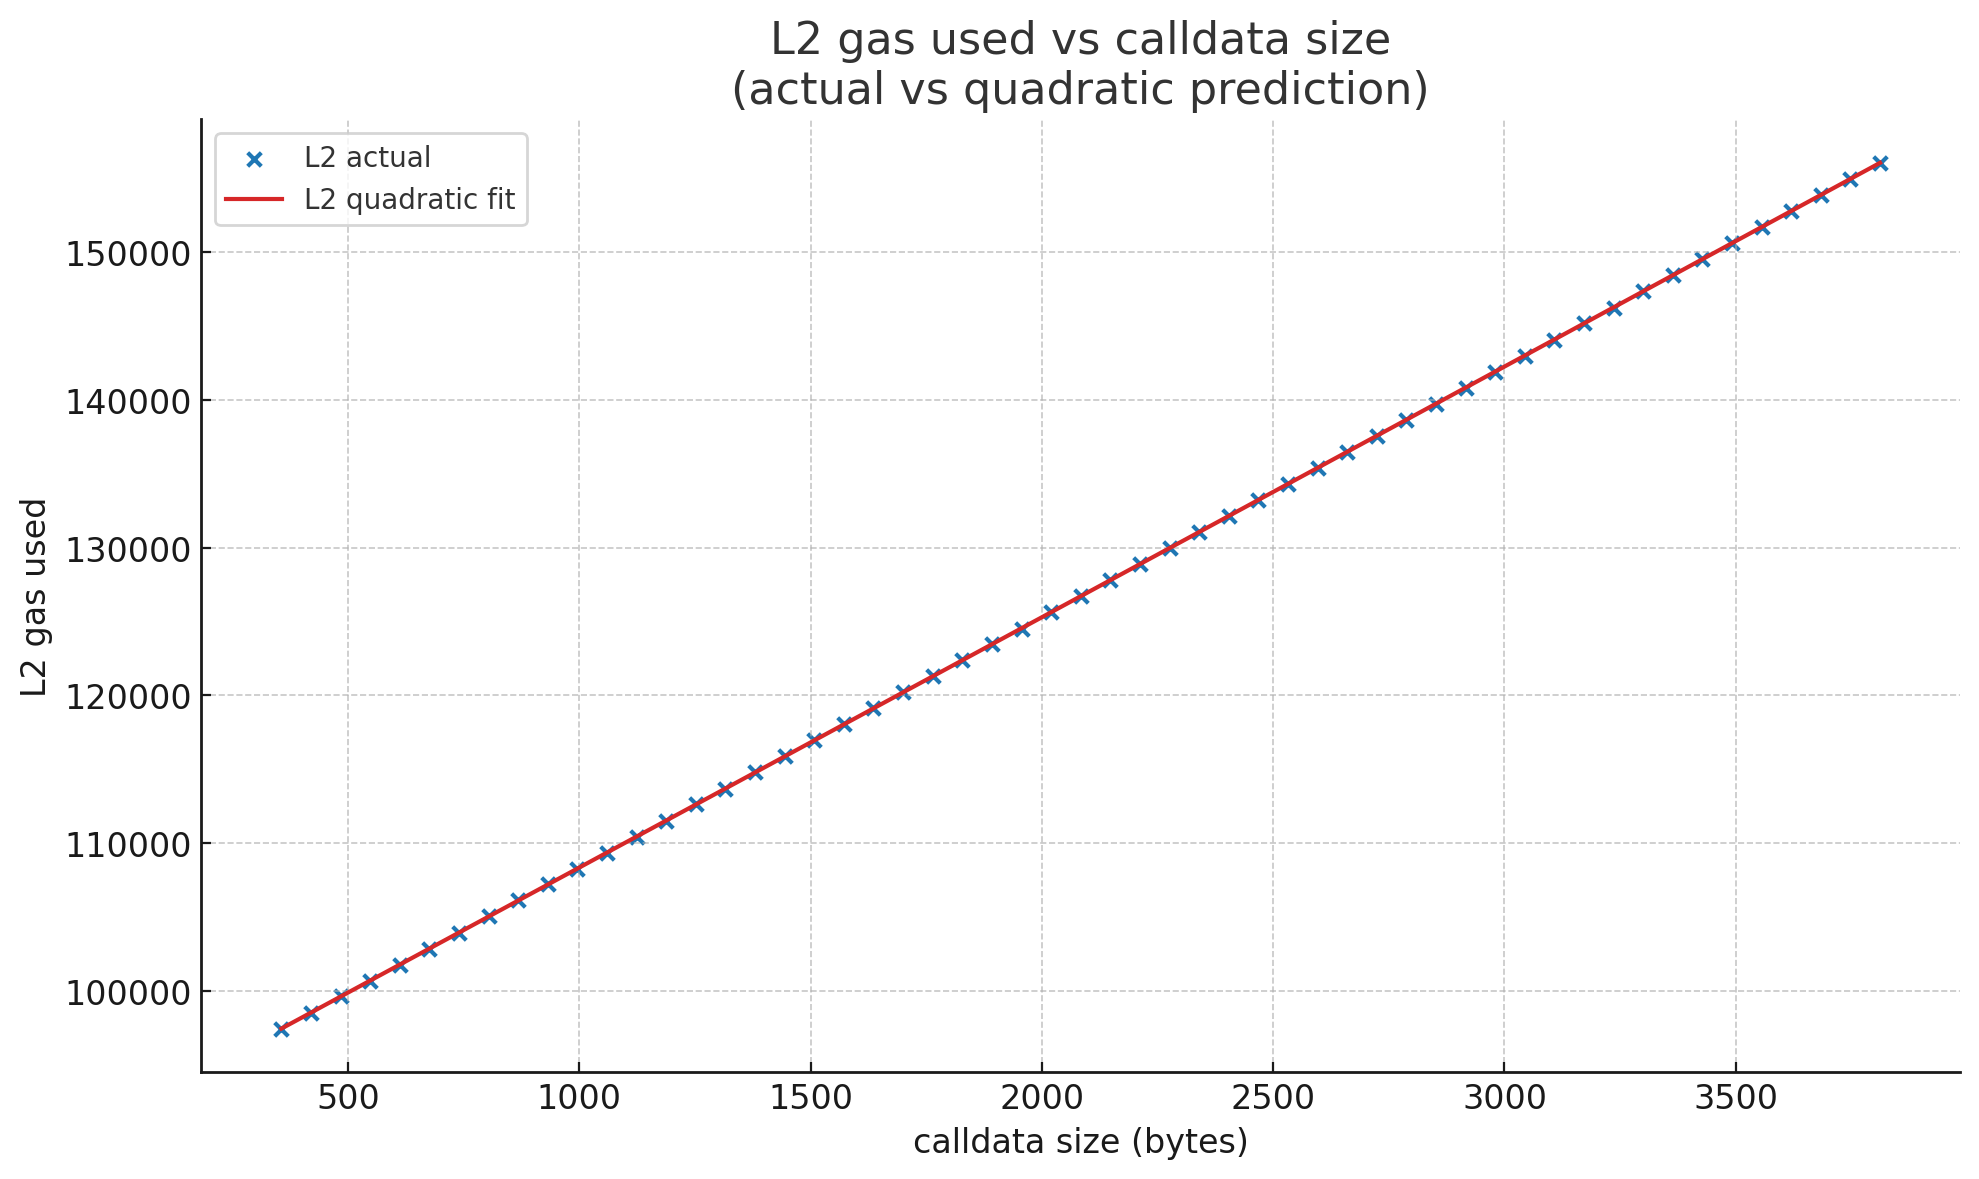 L2 gas used vs calldata size
(actual vs quadratic prediction)
L2 actual
L2 quadratic fit
150000
140000
130000
120000
110000
100000
L2 gas used
500
1000
1500
2000
2500
3000
3500
calldata size (bytes)